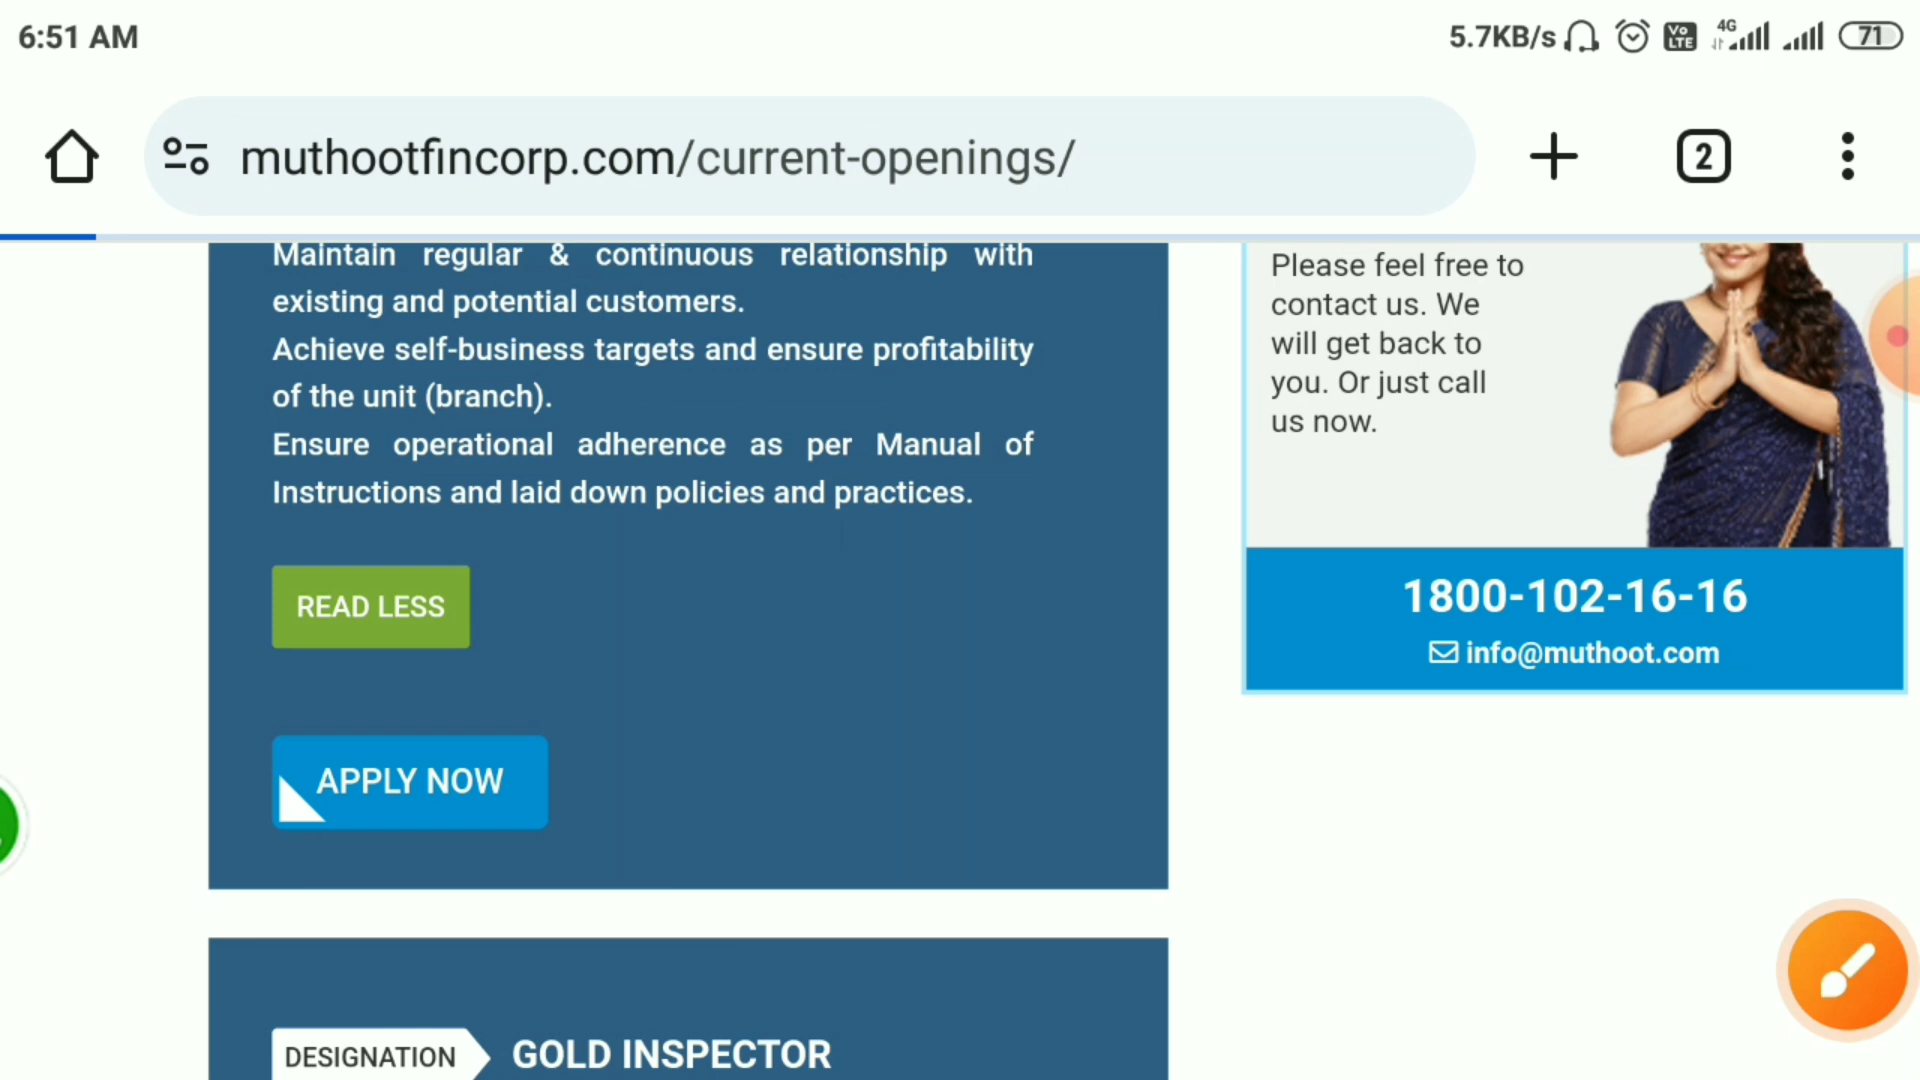 6:51 AM
5.7KB/s
Vo
LTE
4G
71
muthootfincorp.com/current-openings/
2
Maintain regular & continuous relationship with
existing and potential customers.
Achieve self-business targets and ensure profitability
of the unit (branch).
Ensure operational adherence as per Manual of
Instructions and laid down policies and practices.
READ LESS
APPLY NOW
DESIGNATION
GOLD INSPECTOR
Please feel free to
contact us. We
will get back to
you. Or just call
us now.
1800-102-16-16
info@muthoot.com